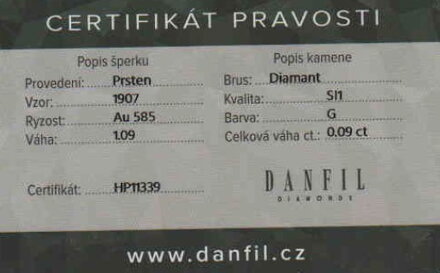 CERTIFIKÁT PRAVOSTI
Popis šperku
Provedení: Prsten
Vzor: 1907
Ryzost: Au 585
Váha: 1.09
Certifikát: HP11339
Popis kamene
Brus: Diamant
Kvalita: SI1
Barva: G
Celková váha ct.: 0.09 ct
DANFIL
DIAMONDS
www.danfil.cz